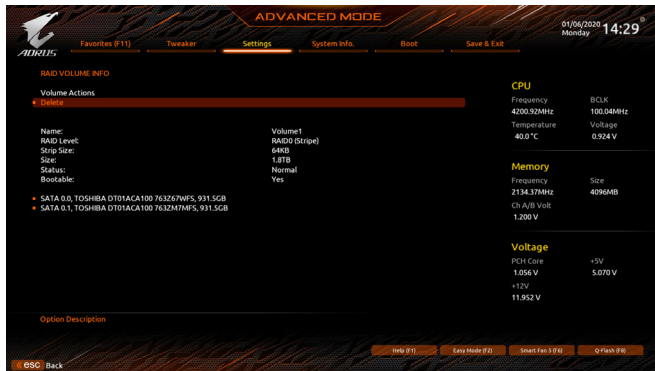 ADVANCED MODE
01/06/2020 14:29
Monday
AORUS
Favorites (F11) Tweaker Settings System Info. Boot Save & Exit
RAID VOLUME INFO
Volume Actions
Delete
Name: Volume1
RAID Level: RAID0 (Stripe)
Strip Size: 64KB
Size: 1.8TB
Status: Normal
Bootable: Yes
SATA 0.0, TOSHIBA DT01ACA100 763Z67WFS, 931.5GB
SATA 0.1, TOSHIBA DT01ACA100 763ZM7MFS, 931.5GB
CPU
Frequency BCLK
4200.92MHz 100.04MHz
Temperature Voltage
40.0 °C 0.924 V
Memory
Frequency Size
2134.37MHz 4096MB
Ch A/B Volt
1.200 V
Voltage
PCH Core +5V
1.056 V 5.070 V
+12V
11.952 V
Option Description
Help (F1) Easy Mode (F2) Smart Fan 5 (F6) Q-Flash (F8)
esc Back